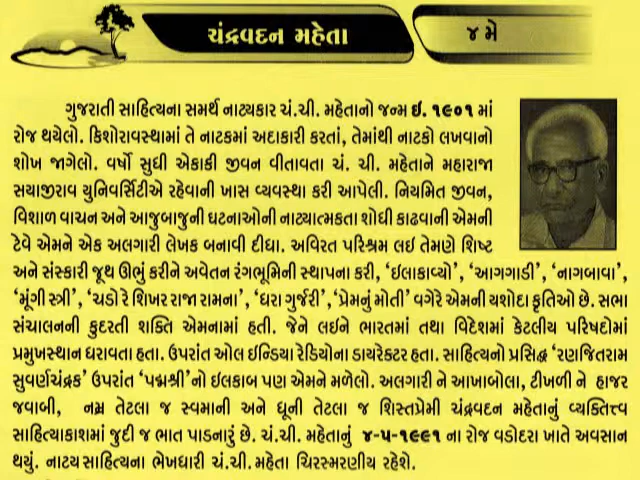 ચંદ્રવદન મહેતા
૪ મે
ગુજરાતી સાહિત્યના સમર્થ નાટ્યકાર ચં.ચી. મહેતાનો જન્મ ઇ. ૧૯૦૧ માં
રોજ થયેલો. કિશોરાવસ્થામાં તે નાટકમાં અદાકારી કરતાં, તેમાંથી નાટકો લખવાનો
શોખ જાગેલો. વર્ષો સુધી એકાકી જીવન વીતાવતા ચં. ચી. મહેતાને મહારાજા
સયાજીરાવ યુનિવર્સિટીએ રહેવાની ખાસ વ્યવસ્થા કરી આપેલી. નિયમિત જીવન,
વિશાળ વાચન અને આજુબાજુની ઘટનાઓની નાટ્યાત્મકતા શોધી કાઢવાની એમની
ટેવે એમને એક અલગારી લેખક બનાવી દીધા. અવિરત પરિશ્રમ લઇ તેમણે શિષ્ટ
અને સંસ્કારી જૂથ ઊભું કરીને અવેતન રંગભૂમિની સ્થાપના કરી, ‘ઇલાકાવ્યો’, ‘આગગાડી’, ‘નાગબાવા’,
‘મૂંગી સ્ત્રી’, ‘ચડો રે શિખર રાજા રામના’, ‘ધરા ગુર્જરી’,‘પ્રેમનું મોતી’ વગેરે એમની યશોદા કૃતિઓ છે. સભા
સંચાલનની કુદરતી શક્તિ એમનામાં હતી. જેને લઇને ભારતમાં તથા વિદેશમાં કેટલીય પરિષદોમાં
પ્રમુખસ્થાન ધરાવતા હતા. ઉપરાંત ઓલ ઇન્ડિયા રેડિયોના ડાયરેક્ટર હતા. સાહિત્યનો પ્રસિદ્ધ ‘રણજિતરામ
સુવર્ણચંદ્રક’ ઉપરાંત ‘પદ્મશ્રી’નો ઇલકાબ પણ એમને મળેલો. અલગારી ને આખાબોલા, ટીખળી ને હાજર
જવાબી, નમ્ર તેટલા જ સ્વમાની અને ધૂની તેટલા જ શિસ્તપ્રેમી ચંદ્રવદન મહેતાનું વ્યક્તિત્ત્વ
સાહિત્યાકાશમાં જુદી જ ભાત પાડનારું છે. ચં.ચી. મહેતાનું ૪-૫-૧૯૯૧ ના રોજ વડોદરા ખાતે અવસાન
થયું. નાટય સાહિત્યના ભેખધારી ચં.ચી. મહેતા ચિરસ્મરણીય રહેશે.